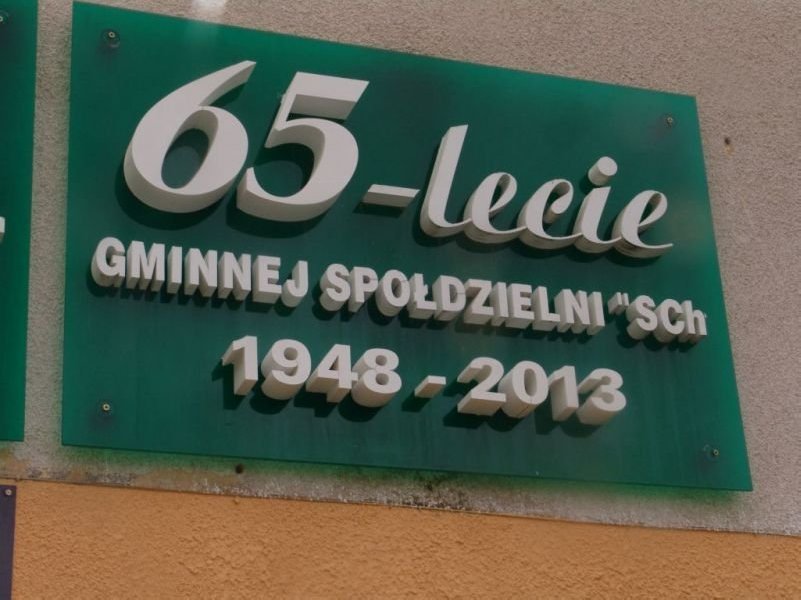 65-lecie
GMINNEJ SPOŁDZIELNI "SCh
1948 - 2013